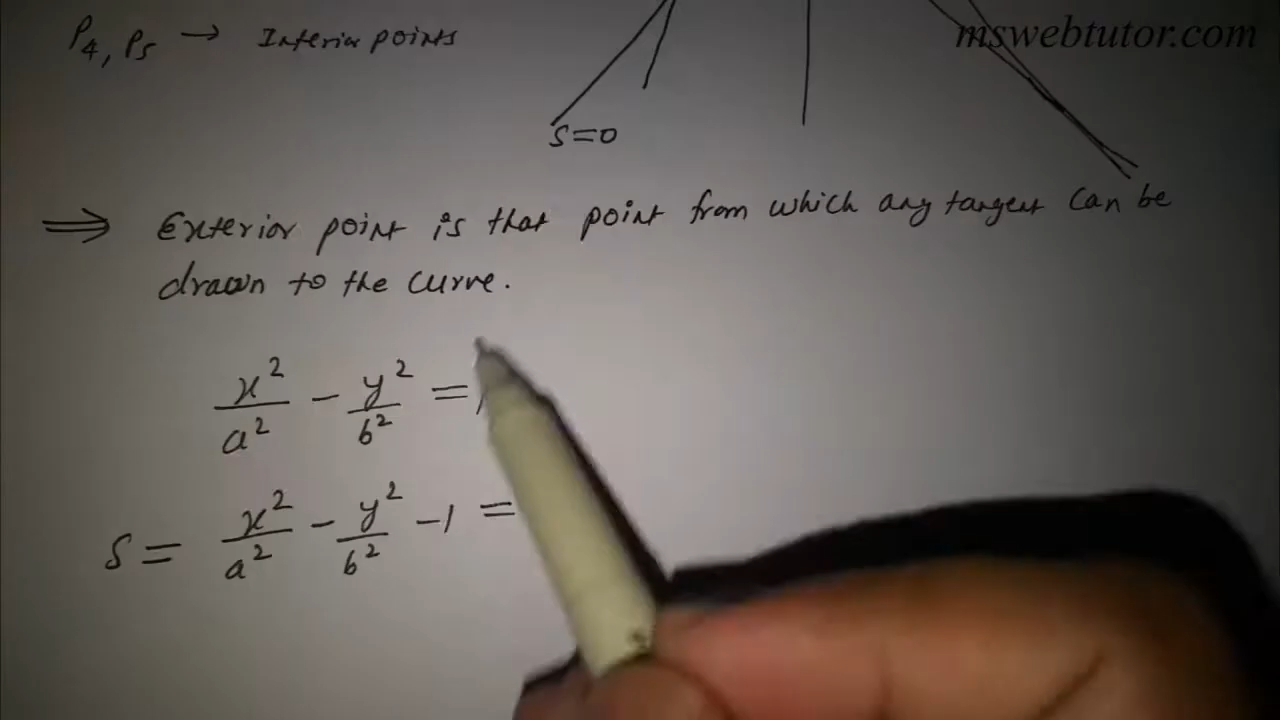 P4, P5 → Interior points
mswebtutor.com
S=0
⇒ Exterior point is that point from which any tangent can be
drawn to the curve.
x²/a² - y²/b² =
S = x²/a² - y²/b² - 1 =